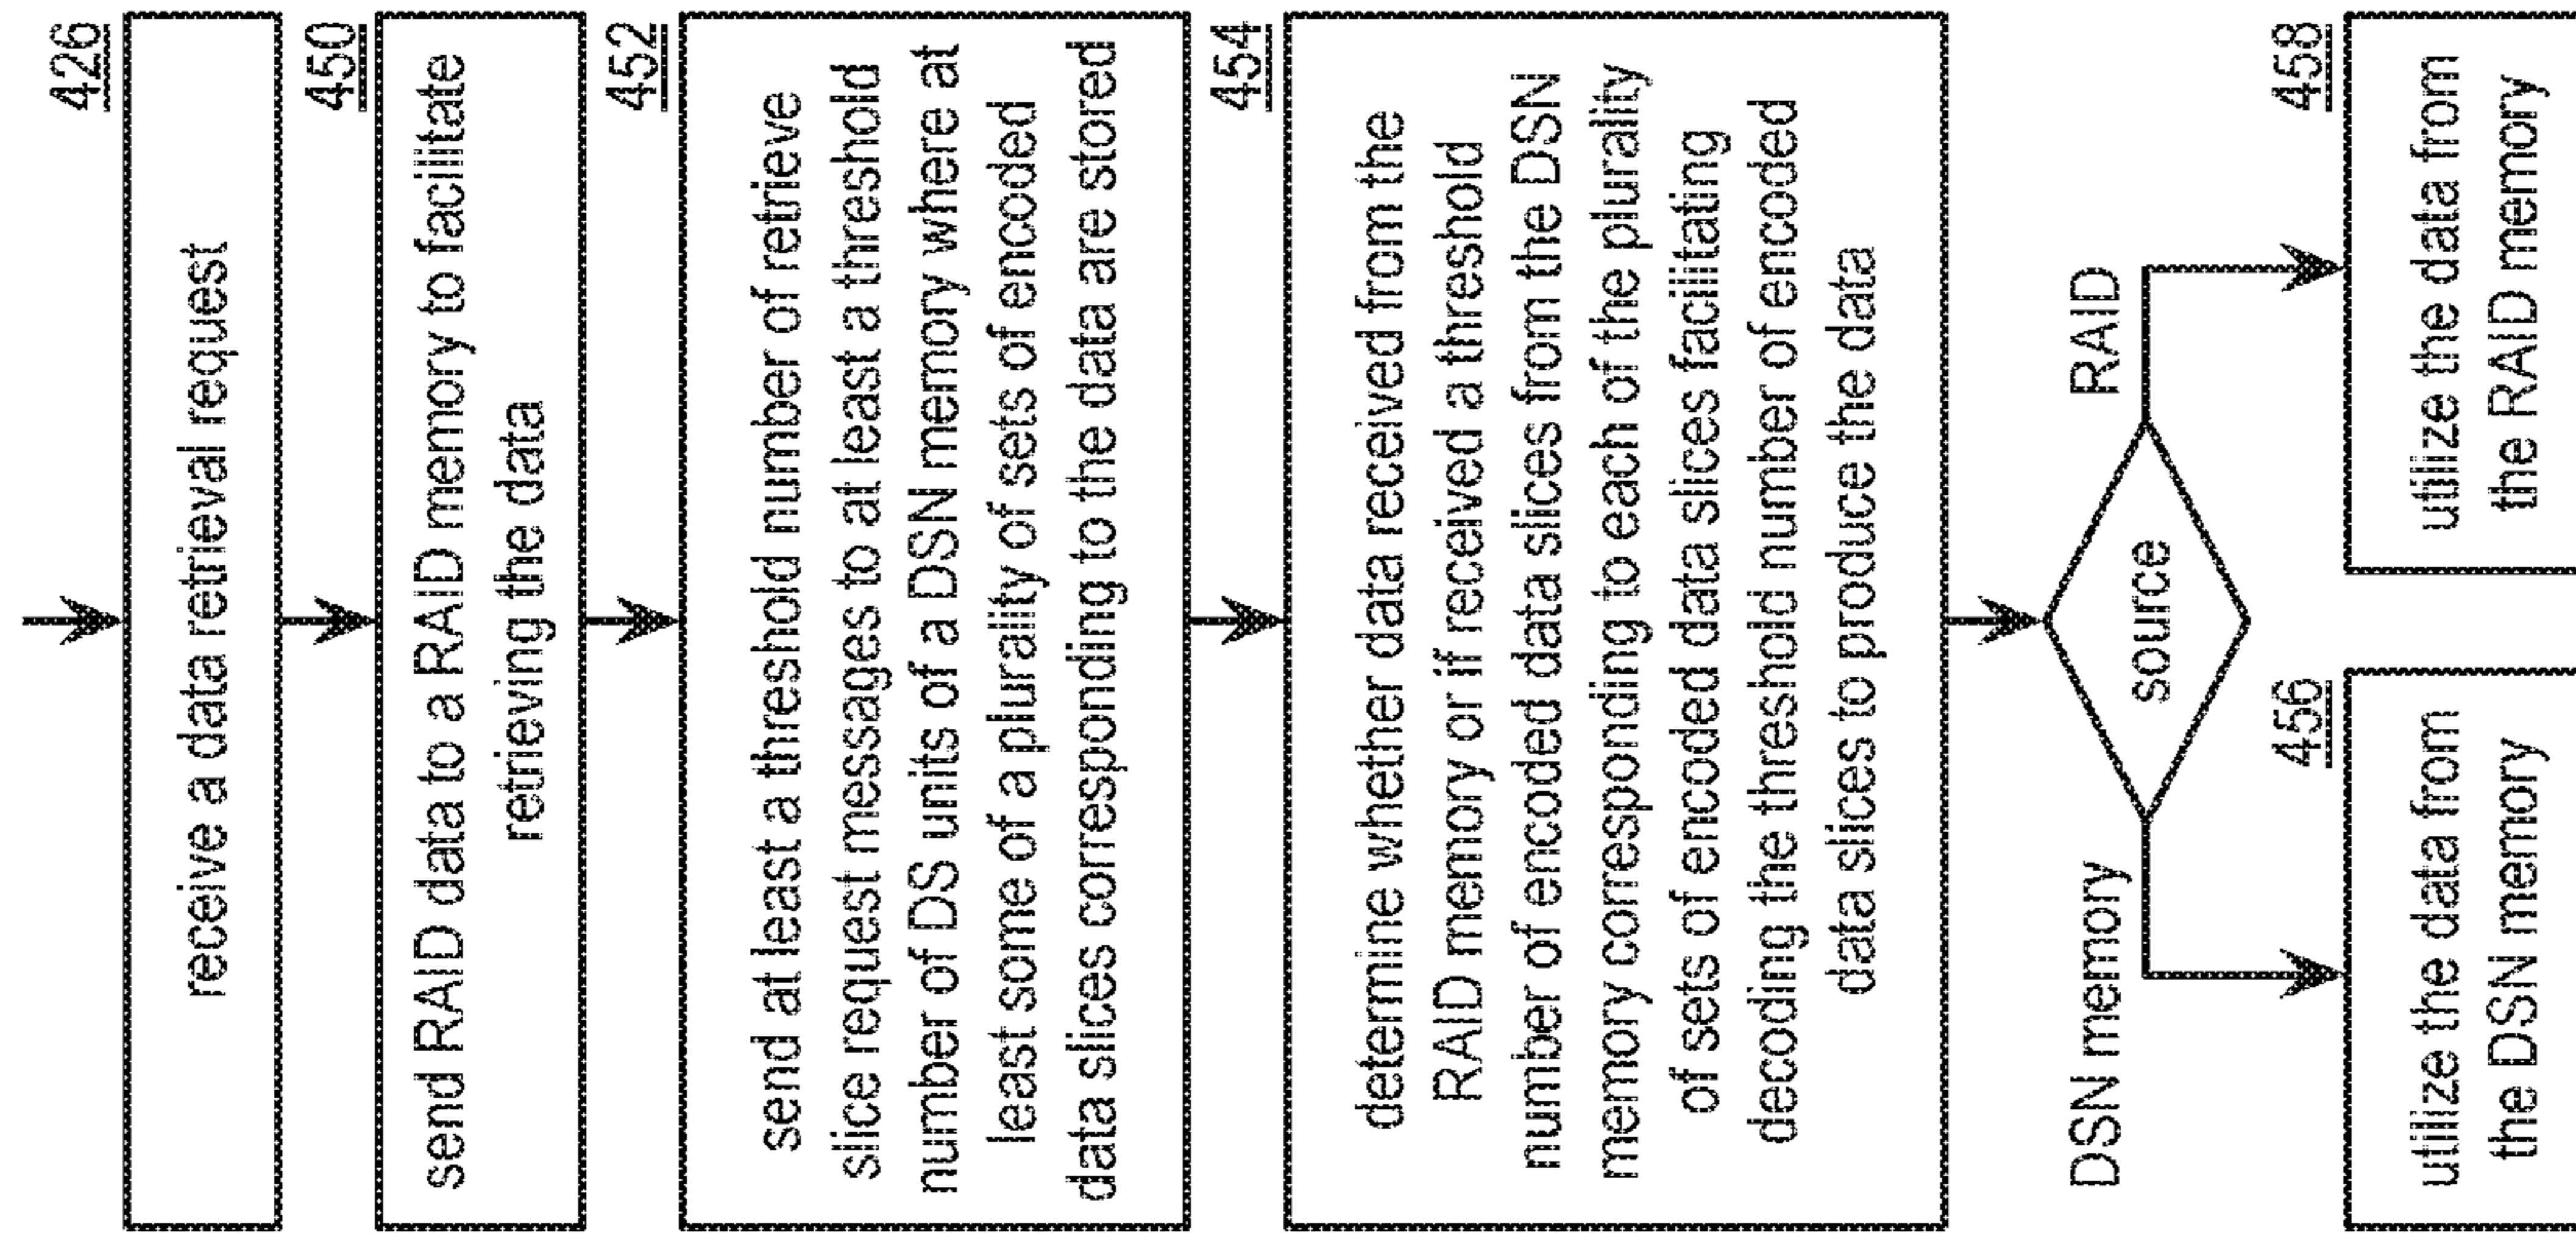 426
receive a data retrieval request
450
send RAID data to a RAID memory to facilitate
retrieving the data
452
send at least a threshold number of retrieve
slice request messages to at least a threshold
number of DS units of a DSN memory where at
least some of a plurality of sets of encoded
data slices corresponding to the data are stored
454
determine whether data received from the
RAID memory or if received a threshold
number of encoded data slices from the DSN
memory corresponding to each of the plurality
of sets of encoded data slices facilitating
decoding the threshold number of encoded
data slices to produce the data
source
DSN memory
RAID
456
utilize the data from
the DSN memory
458
utilize the data from
the RAID memory